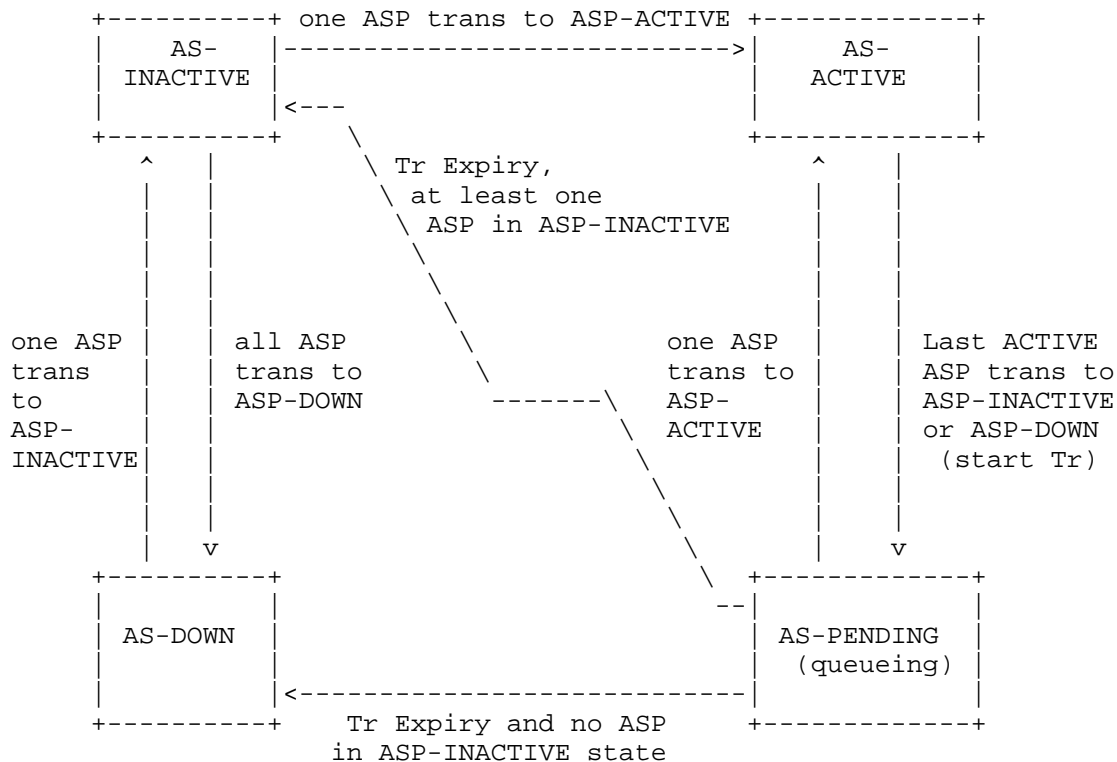 one ASP trans to ASP-ACTIVE
AS-
INACTIVE
AS-
ACTIVE
Tr Expiry,
at least one
ASP in ASP-INACTIVE
one ASP
trans
to
ASP-
INACTIVE
all ASP
trans to
ASP-DOWN
one ASP
trans to
ASP-
ACTIVE
Last ACTIVE
ASP trans to
ASP-INACTIVE
or ASP-DOWN
(start Tr)
AS-DOWN
AS-PENDING
(queueing)
Tr Expiry and no ASP
in ASP-INACTIVE state